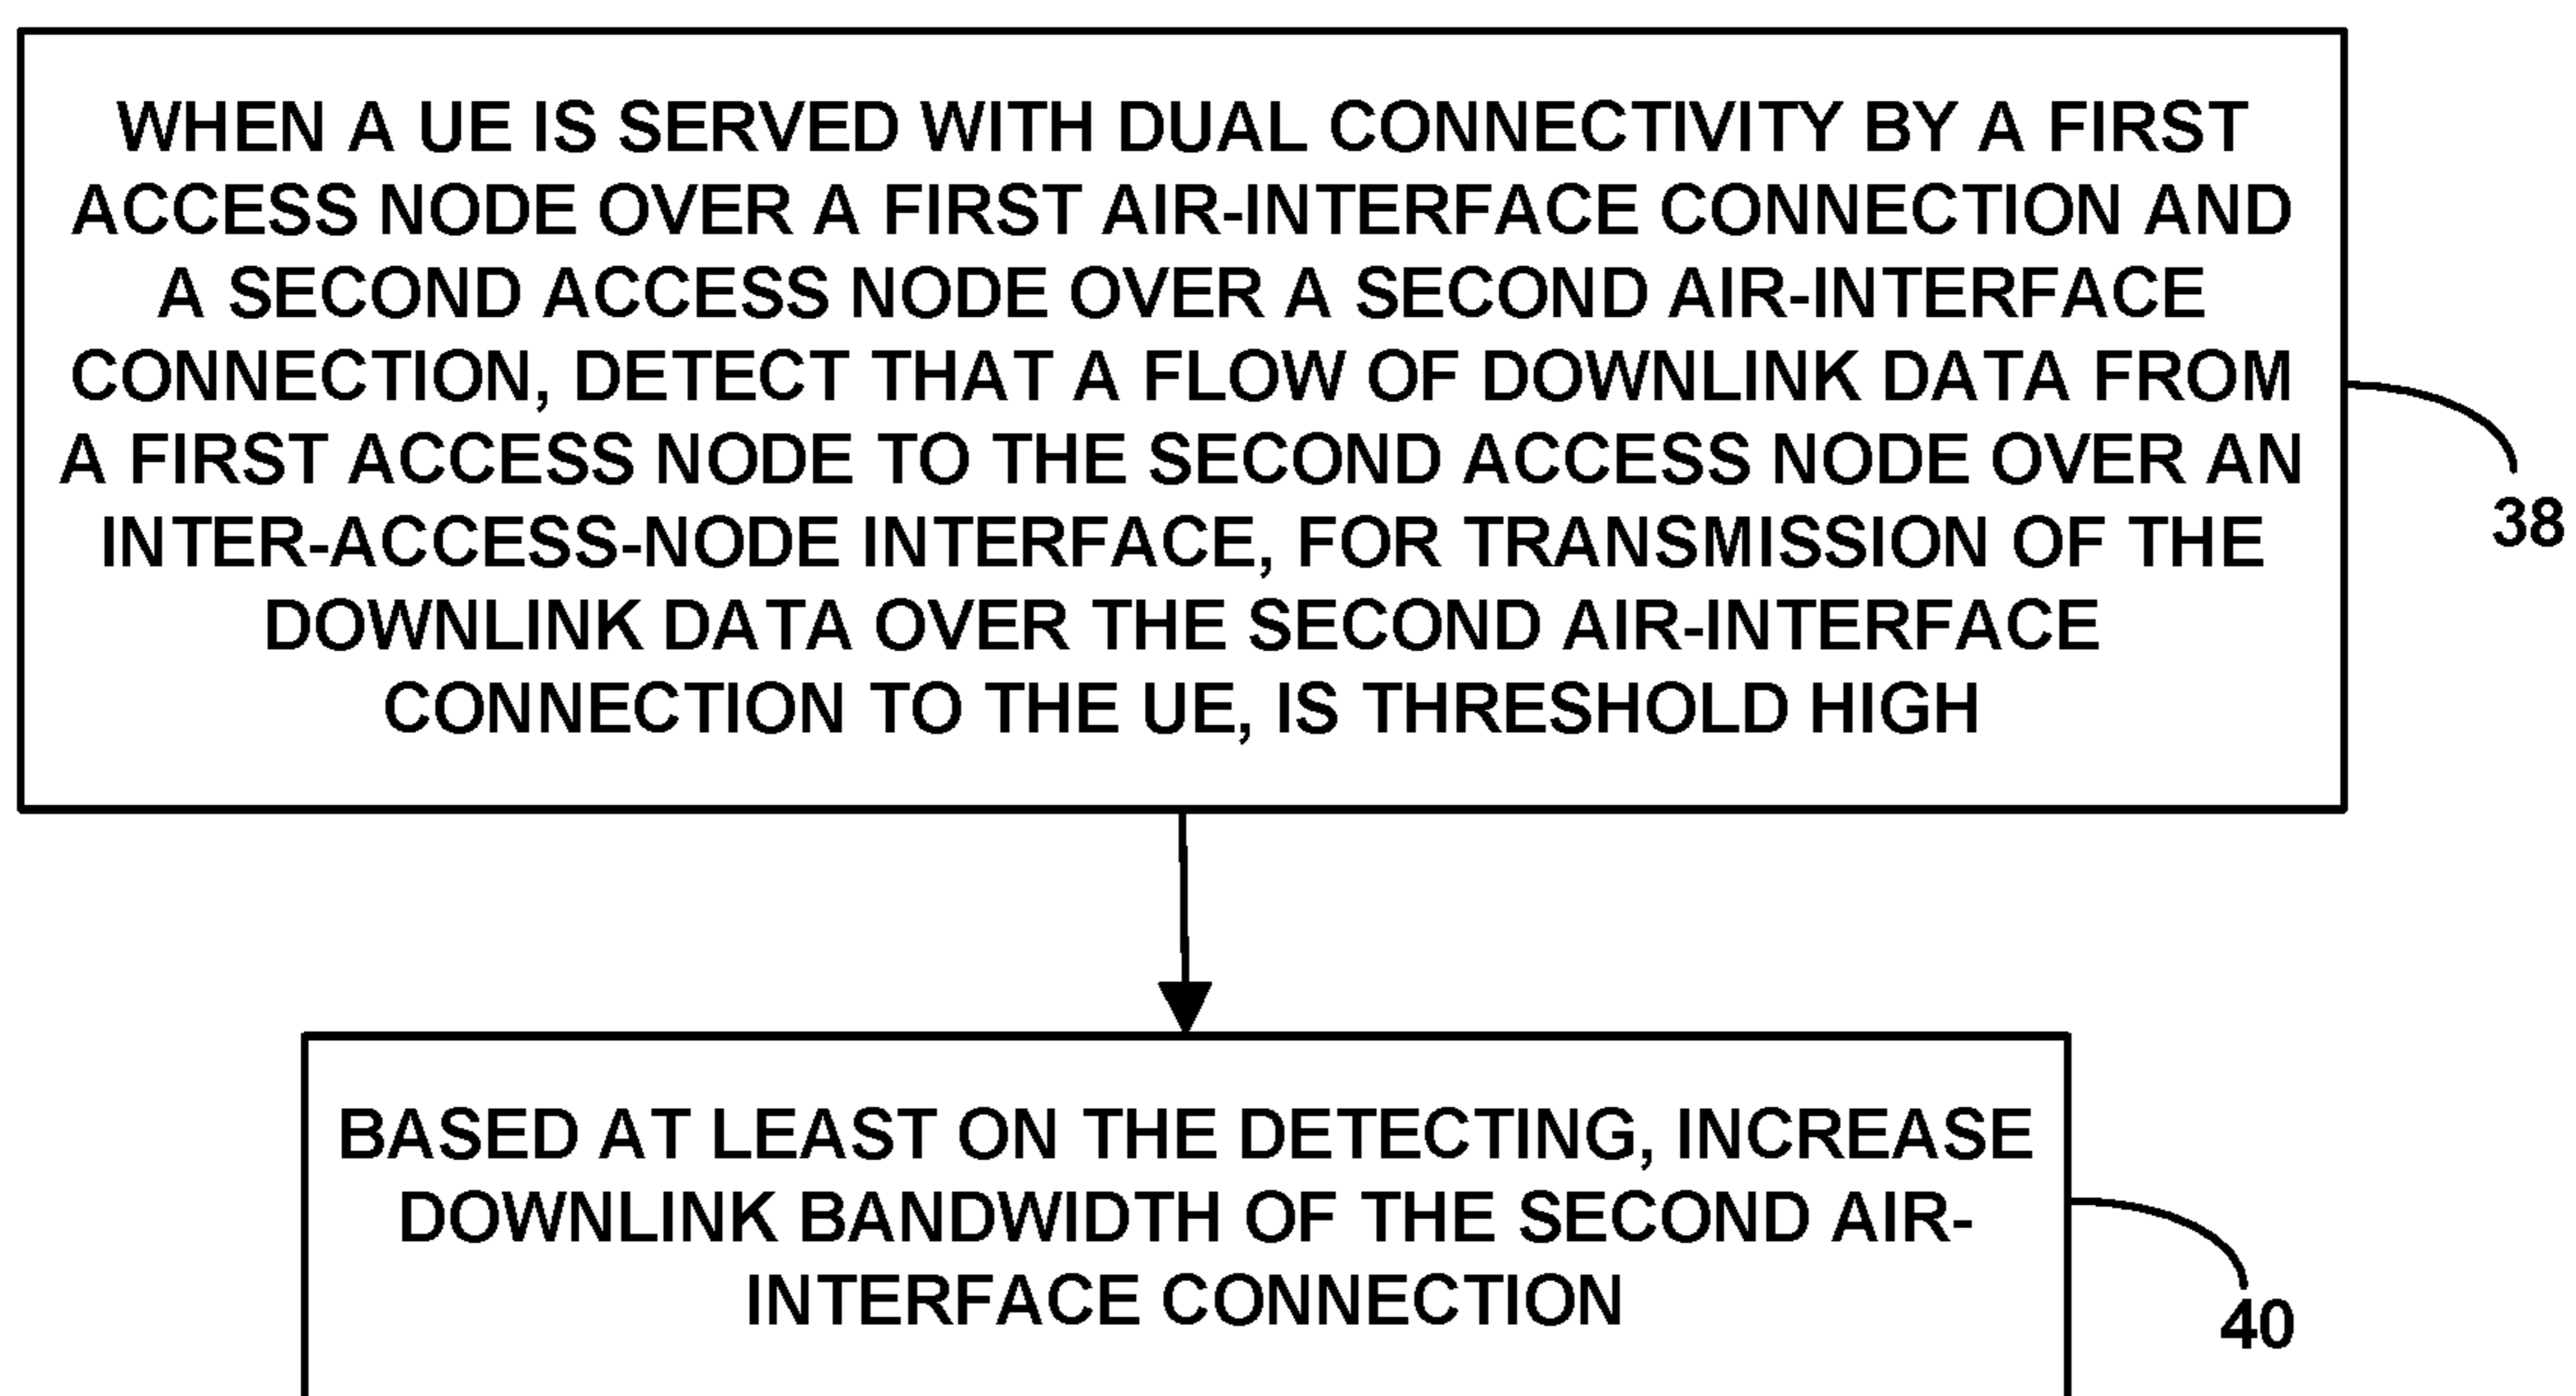 WHEN A UE IS SERVED WITH DUAL CONNECTIVITY BY A FIRST
ACCESS NODE OVER A FIRST AIR-INTERFACE CONNECTION AND
A SECOND ACCESS NODE OVER A SECOND AIR-INTERFACE
CONNECTION, DETECT THAT A FLOW OF DOWNLINK DATA FROM
A FIRST ACCESS NODE TO THE SECOND ACCESS NODE OVER AN
INTER-ACCESS-NODE INTERFACE, FOR TRANSMISSION OF THE
DOWNLINK DATA OVER THE SECOND AIR-INTERFACE
CONNECTION TO THE UE, IS THRESHOLD HIGH
38
BASED AT LEAST ON THE DETECTING, INCREASE
DOWNLINK BANDWIDTH OF THE SECOND AIR-
INTERFACE CONNECTION
40